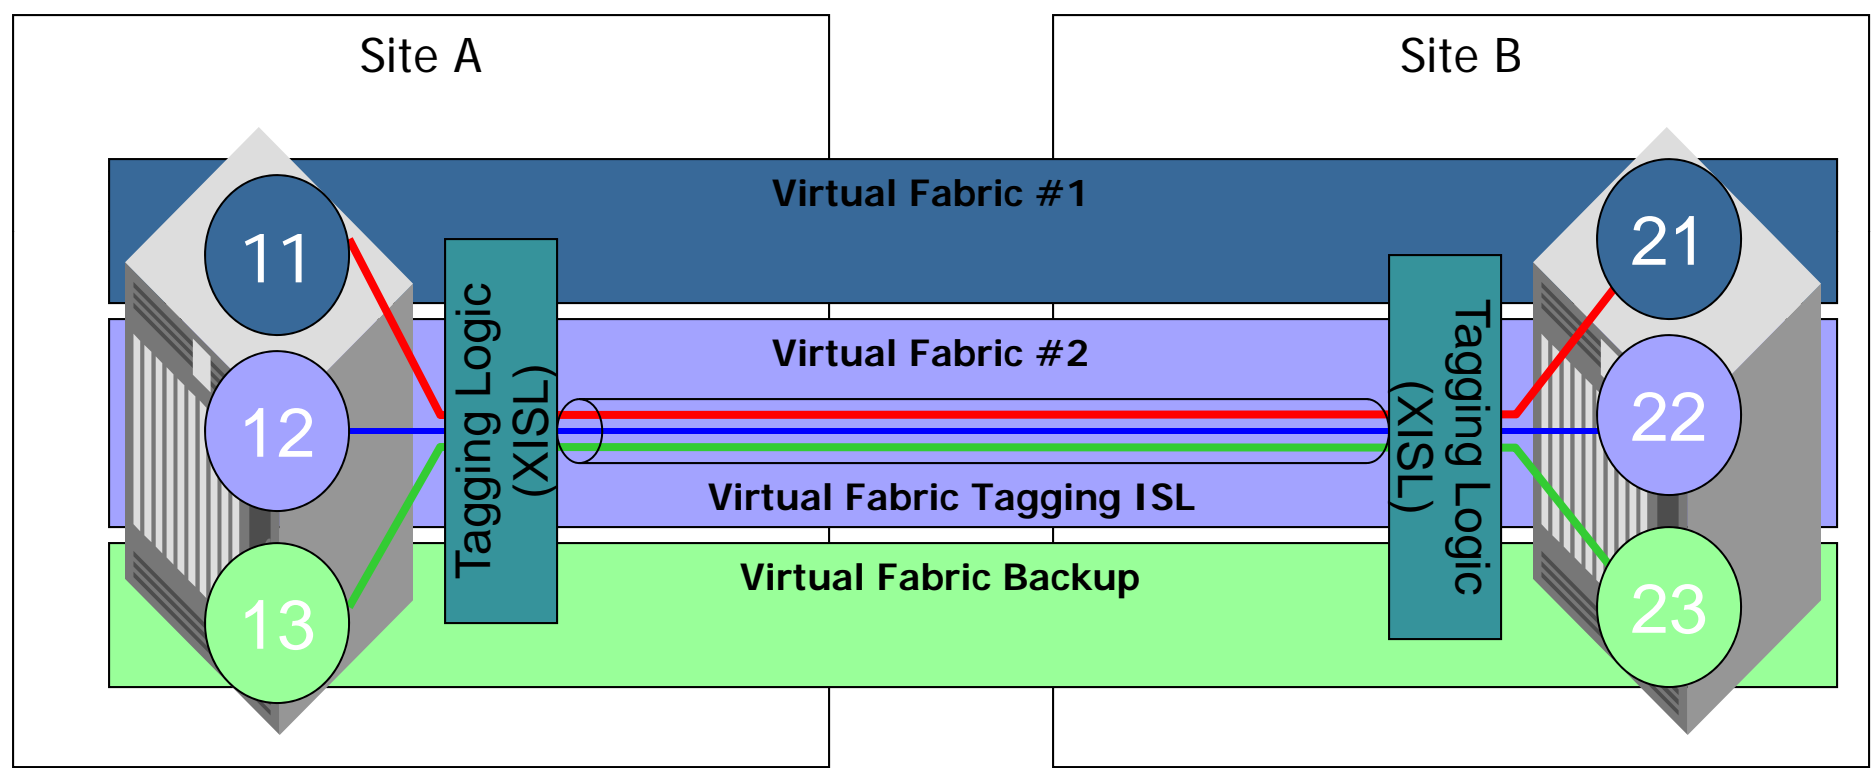 Site A
Site B
Virtual Fabric #1
11
21
Tagging Logic
(XISL)
Tagging Logic
(XISL)
Virtual Fabric #2
12
22
Virtual Fabric Tagging ISL
Virtual Fabric Backup
13
23